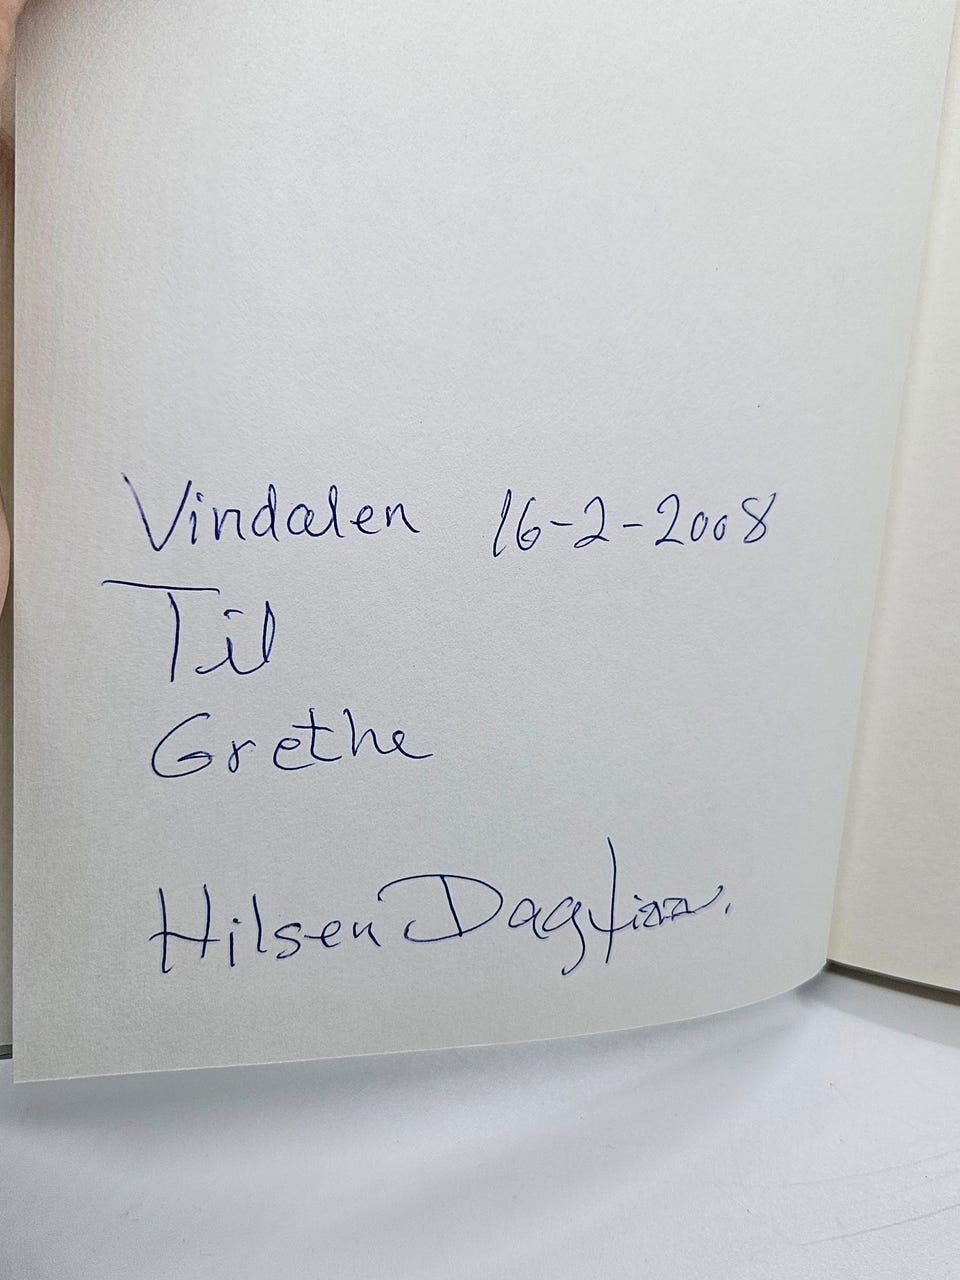 Vindalen 16-2-2008
Til
Grethe
Hilsen Dagfinn.